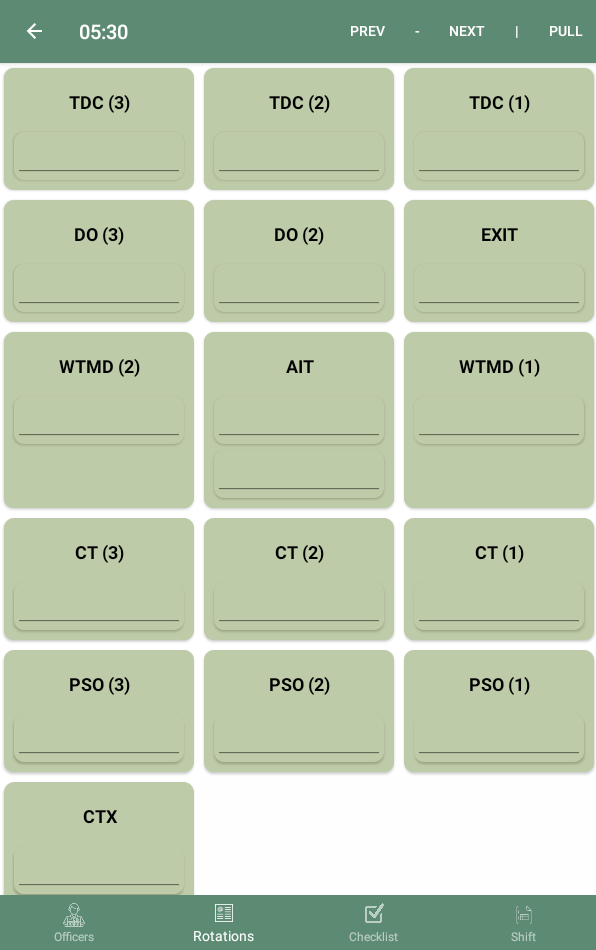 05:30 PREV - NEXT | PULL
TDC (3) TDC (2) TDC (1)
DO (3) DO (2) EXIT
WTMD (2) AIT WTMD (1)
CT (3) CT (2) CT (1)
PSO (3) PSO (2) PSO (1)
CTX
Officers Rotations Checklist Shift